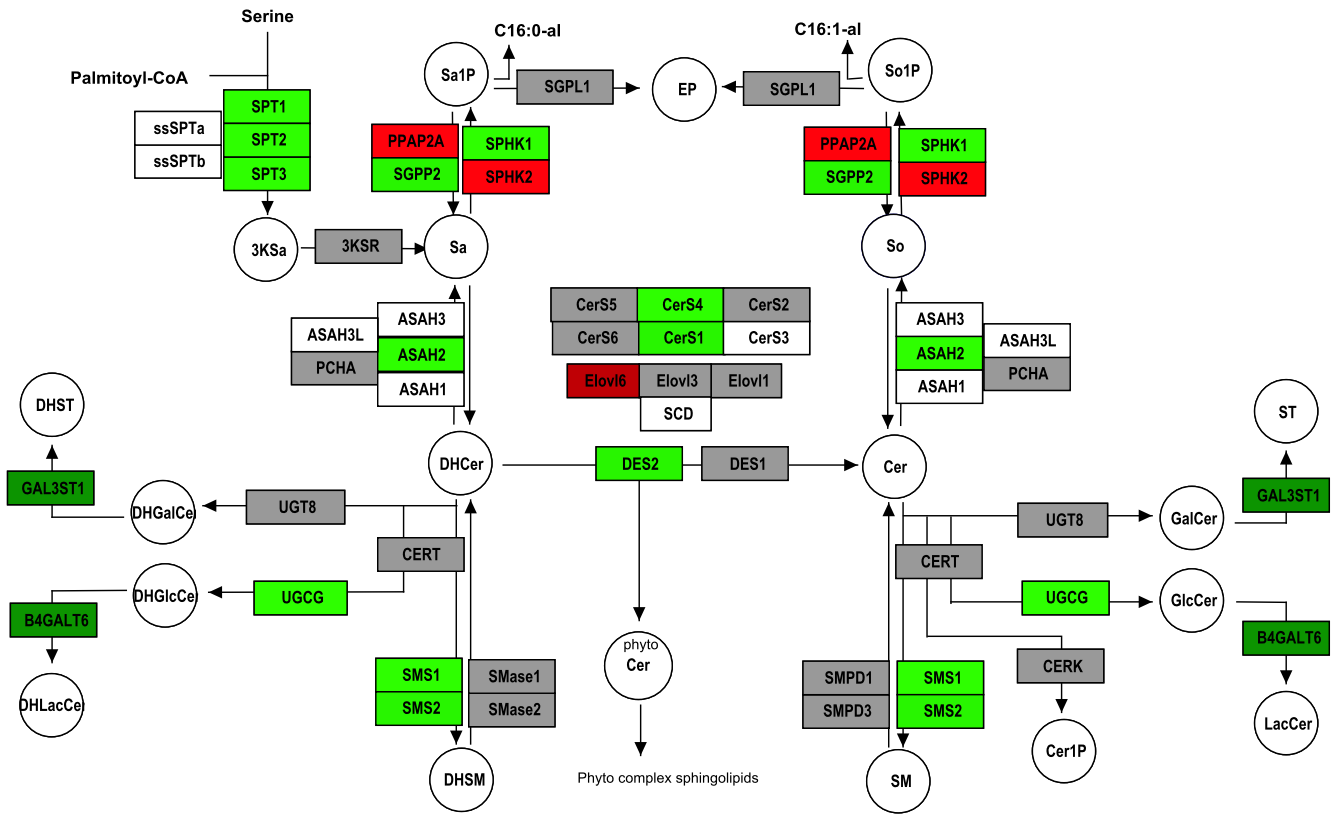 Serine
C16:0-al
C16:1-al
Palmitoyl-CoA
Sa1P
SGPL1
EP
SGPL1
So1P
ssSPTa
ssSPTb
SPT1
SPT2
SPT3
PPAP2A
SGPP2
SPHK1
SPHK2
PPAP2A
SGPP2
SPHK1
SPHK2
3KSa
3KSR
Sa
So
CerS5
CerS4
CerS2
CerS6
CerS1
CerS3
ASAH3L
PCHA
ASAH3
ASAH2
ASAH1
Elovl6
Elovl3
Elovl1
SCD
ASAH3
ASAH2
ASAH1
ASAH3L
PCHA
DHST
ST
GAL3ST1
DHGalCe
UGT8
DHCer
DES2
DES1
Cer
UGT8
GalCer
GAL3ST1
CERT
CERT
B4GALT6
DHGlcCer
UGCG
UGCG
GlcCer
B4GALT6
DHLacCer
SMS1
SMS2
SMase1
SMase2
phyto
Cer
SMPD1
SMPD3
SMS1
SMS2
CERK
LacCer
DHSM
Phyto complex sphingolipids
SM
Cer1P